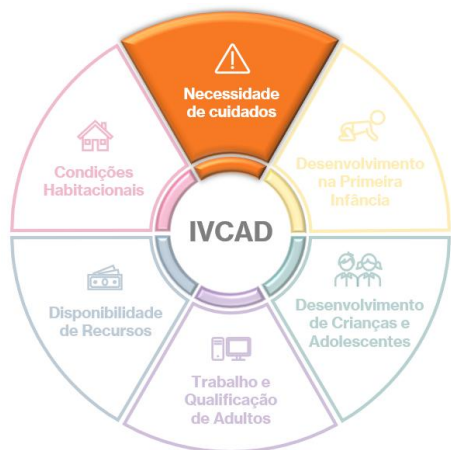 Necessidade
de cuidados
Desenvolvimento
na Primeira
Infância
Desenvolvimento
de Crianças e
Adolescentes
Trabalho e
Qualificação
de Adultos
Disponibilidade
de Recursos
Condições
Habitacionais
IVCAD